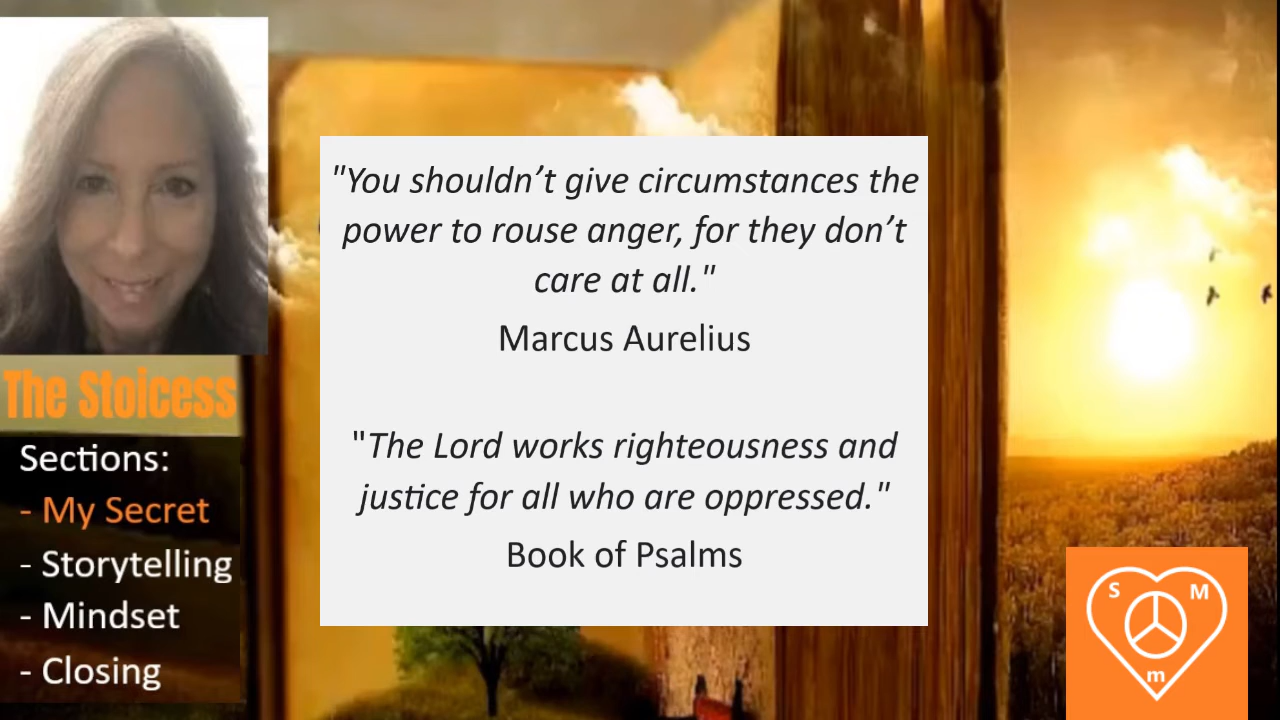 "You shouldn’t give circumstances the
power to rouse anger, for they don’t
care at all."
Marcus Aurelius
"The Lord works righteousness and
justice for all who are oppressed."
Book of Psalms
The Stoicess
Sections:
- My Secret
- Storytelling
- Mindset
- Closing
S M
m